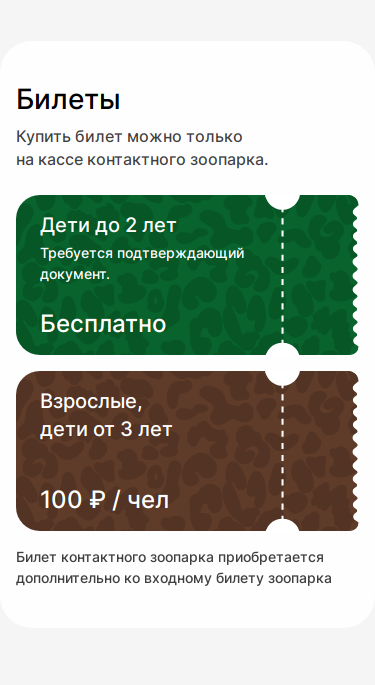 Билеты
Купить билет можно только
на кассе контактного зоопарка.
Дети до 2 лет
Требуется подтверждающий
документ.
Бесплатно
Взрослые,
дети от 3 лет
100 ₽ / чел
Билет контактного зоопарка приобретается
дополнительно ко входному билету зоопарка